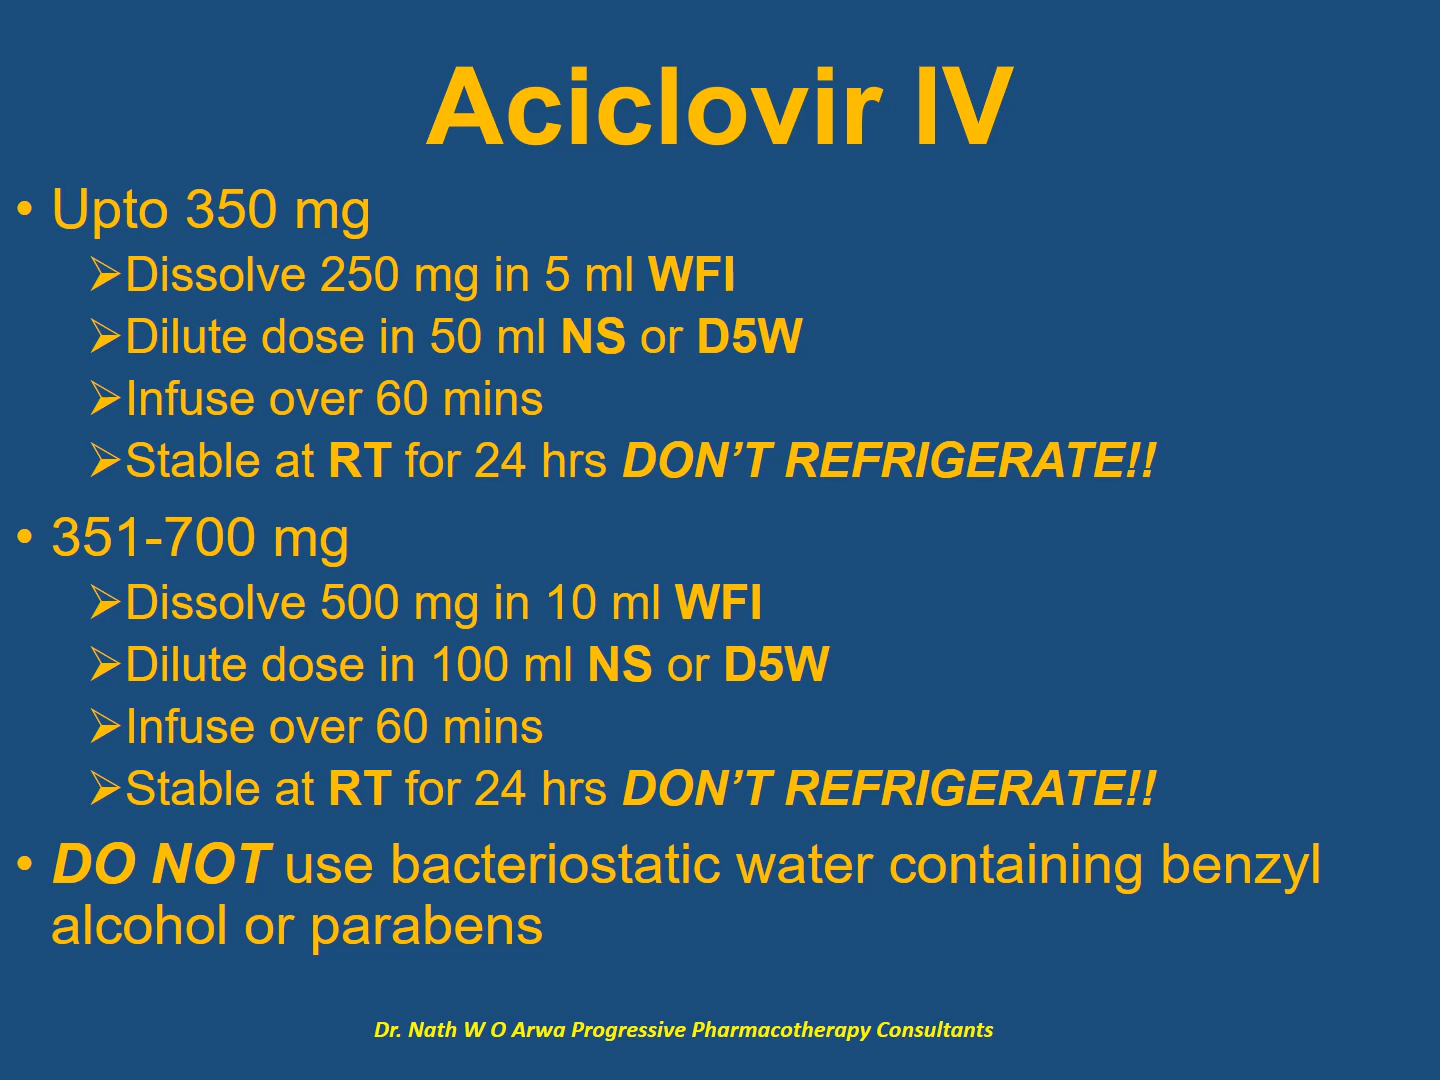 Aciclovir IV
• Upto 350 mg
➢Dissolve 250 mg in 5 ml WFI
➢Dilute dose in 50 ml NS or D5W
➢Infuse over 60 mins
➢Stable at RT for 24 hrs DON’T REFRIGERATE!!
• 351-700 mg
➢Dissolve 500 mg in 10 ml WFI
➢Dilute dose in 100 ml NS or D5W
➢Infuse over 60 mins
➢Stable at RT for 24 hrs DON’T REFRIGERATE!!
• DO NOT use bacteriostatic water containing benzyl
alcohol or parabens
Dr. Nath W O Arwa Progressive Pharmacotherapy Consultants